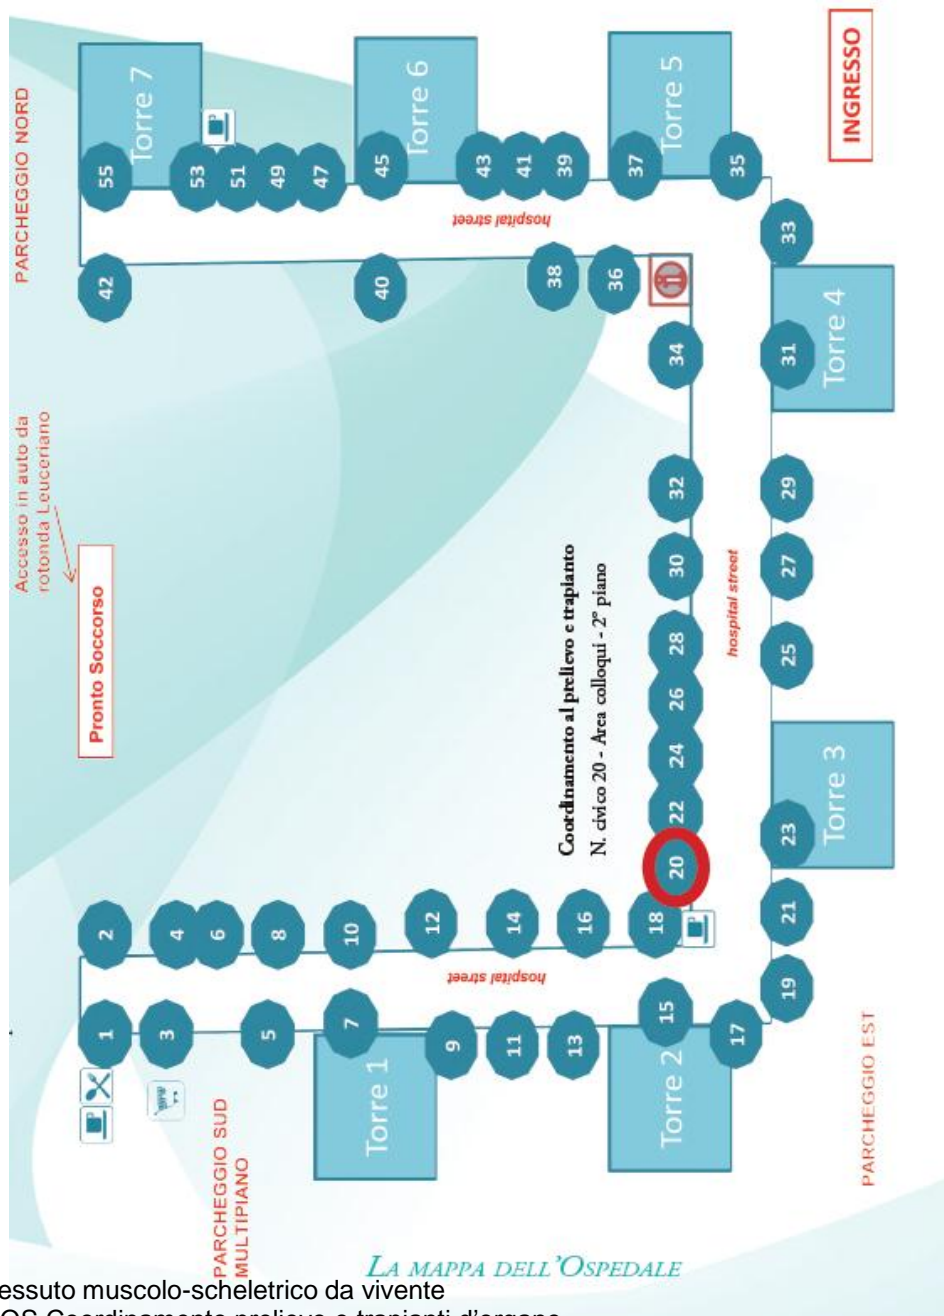 PARCHEGGIO NORD
Accesso in auto da
rotonda Leuceriano
Pronto Soccorso
INGRESSO
Torre 7
Torre 6
Torre 5
55
53
51
49
47
45
43
41
39
37
35
hospital street
33
42
40
38
36
34
Torre 4
31
32
29
30
27
hospital street
28
25
26
24
22
20
Coordinamento al prelievo e trapianto
N. civico 20 - Area colloqui - 2° piano
Torre 3
23
21
19
2
4
6
8
10
12
14
16
18
hospital street
1
3
5
7
9
11
13
15
17
Torre 1
Torre 2
PARCHEGGIO SUD
MULTIPIANO
PARCHEGGIO EST
LA MAPPA DELL'OSPEDALE
essuto muscolo-scheletrico da vivente
OS Coordinamento prelievo e trapianti d'organo